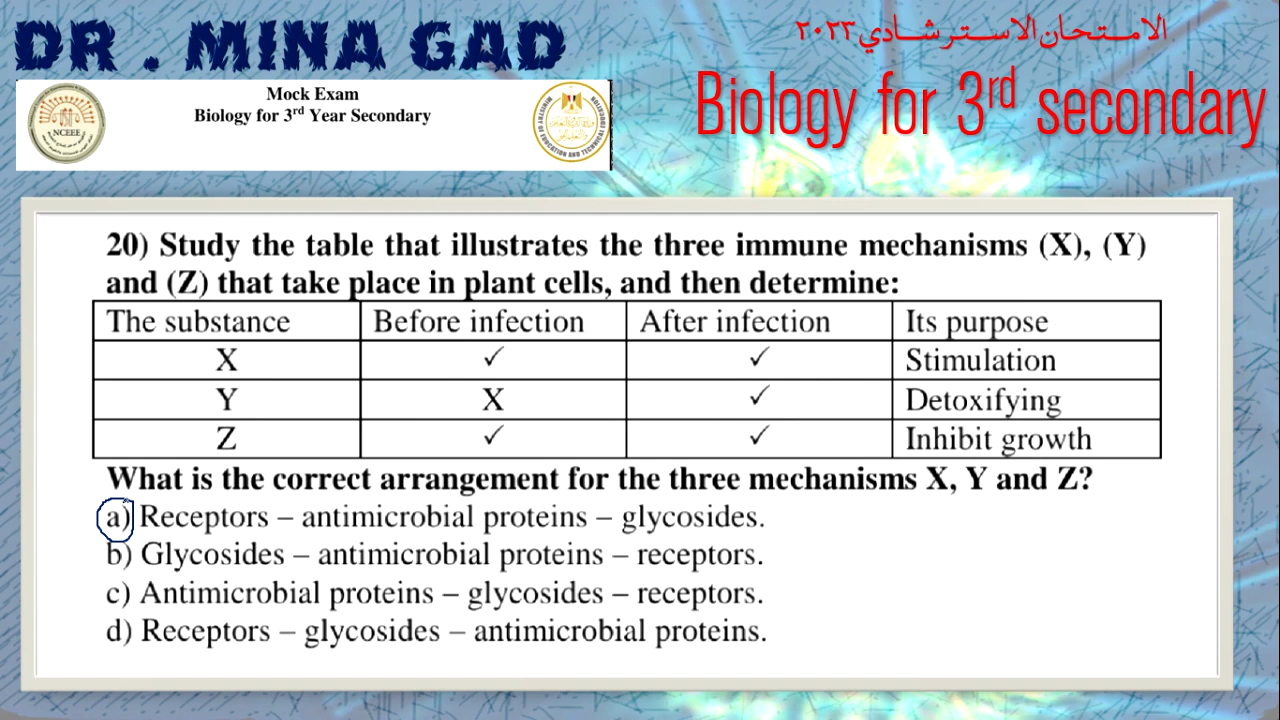 DR . MINA GAD
الامتحان الاسترشادي ٢٠٢٣
Biology for 3rd secondary
Mock Exam
Biology for 3rd Year Secondary
NCEEE
20) Study the table that illustrates the three immune mechanisms (X), (Y)
and (Z) that take place in plant cells, and then determine:
The substance Before infection After infection Its purpose
X ✓ ✓ Stimulation
Y X ✓ Detoxifying
Z ✓ ✓ Inhibit growth
What is the correct arrangement for the three mechanisms X, Y and Z?
a) Receptors – antimicrobial proteins – glycosides.
b) Glycosides – antimicrobial proteins – receptors.
c) Antimicrobial proteins – glycosides – receptors.
d) Receptors – glycosides – antimicrobial proteins.